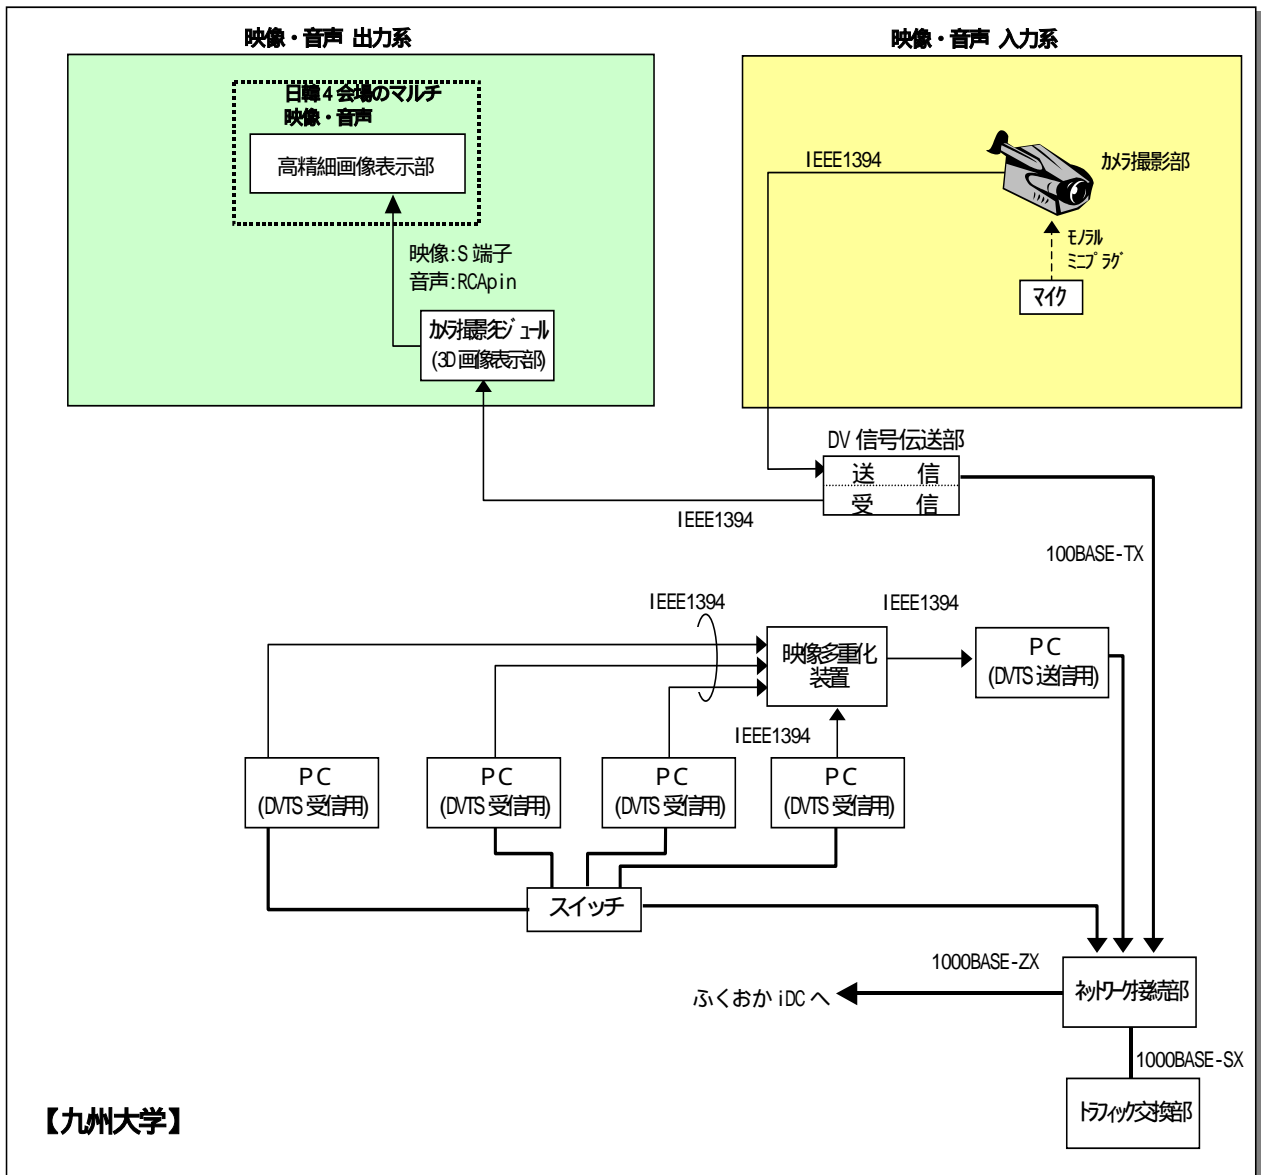 映像・音声 出力系
映像・音声 入力系
日韓4会場のマルチ
映像・音声
高精細画像表示部
映像:S端子
音声:RCApin
カメラ撮影モジュール
(3D画像表示部)
IEEE1394
カメラ撮影部
モノラル
ミニプラグ
マイク
DV信号伝送部
送 信
受 信
IEEE1394
100BASE-TX
IEEE1394
IEEE1394
映像多重化
装置
PC
(DVTS送信用)
IEEE1394
PC
(DVTS受信用)
PC
(DVTS受信用)
PC
(DVTS受信用)
PC
(DVTS受信用)
スイッチ
1000BASE-ZX
ふくおか iDC へ
ネットワーク接続部
1000BASE-SX
トラフィック交換部
【九州大学】